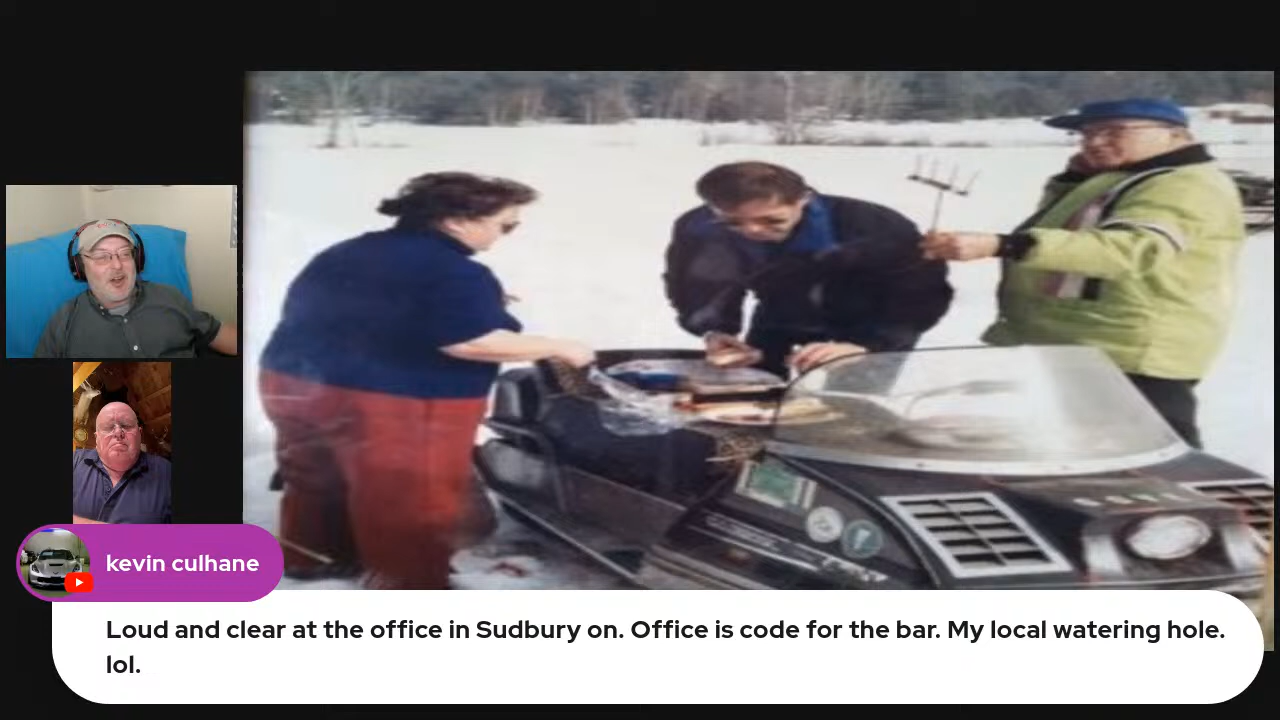 kevin culhane
Loud and clear at the office in Sudbury on. Office is code for the bar. My local watering hole.
lol.